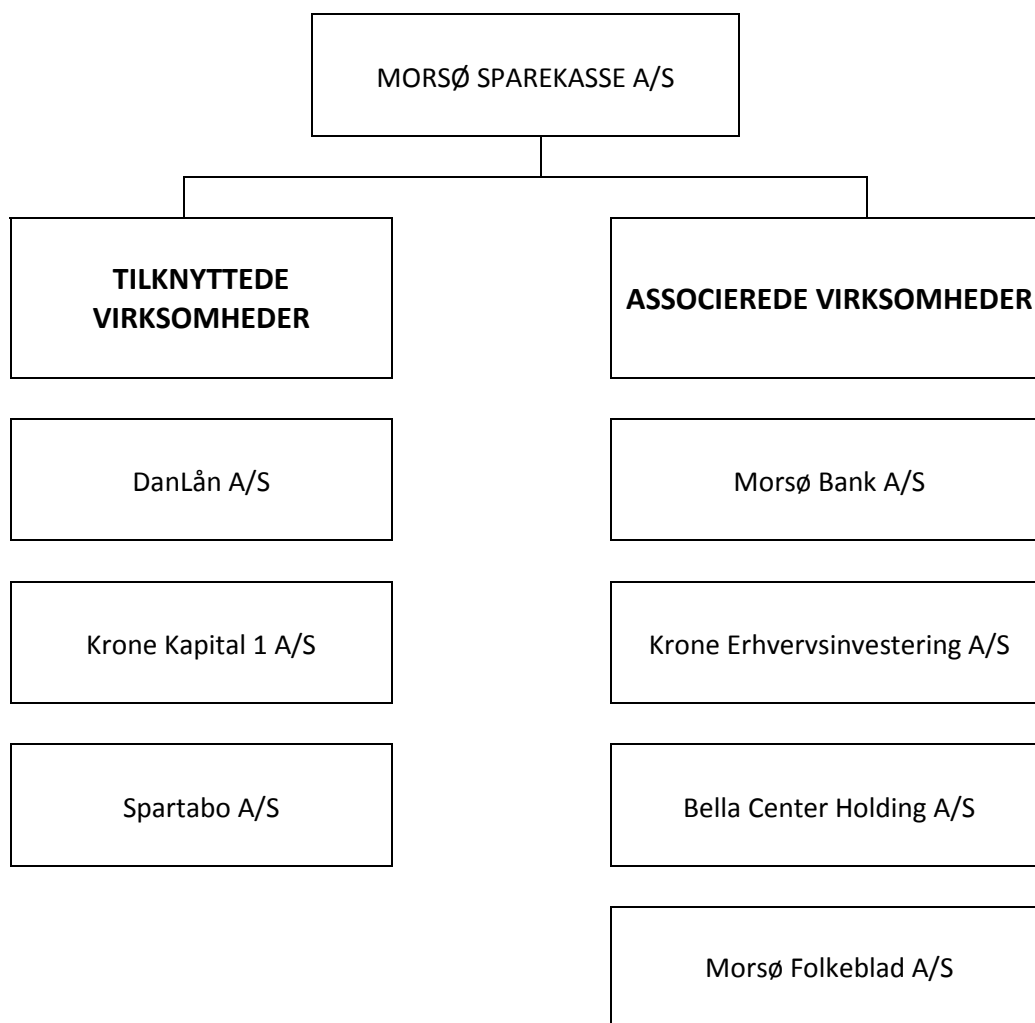 MORSØ SPAREKASSE A/S
TILKNYTTEDE
VIRKSOMHEDER
ASSOCIEREDE VIRKSOMHEDER
DanLån A/S
Morsø Bank A/S
Krone Kapital 1 A/S
Krone Erhvervsinvestering A/S
Spartabo A/S
Bella Center Holding A/S
Morsø Folkeblad A/S